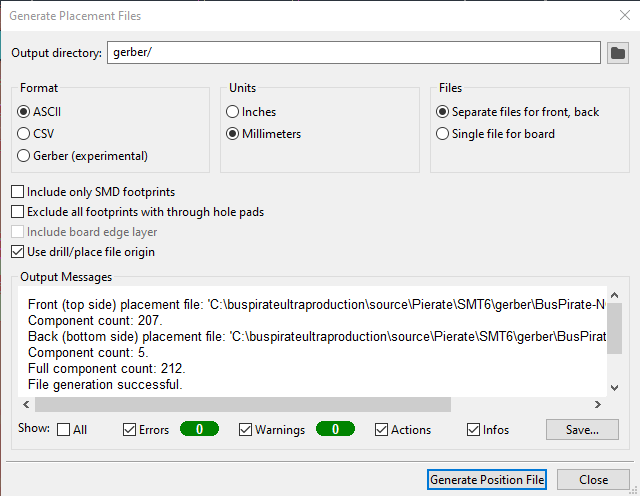 Generate Placement Files
Output directory: gerber/
Format
ASCII
CSV
Gerber (experimental)
Units
Inches
Millimeters
Files
Separate files for front, back
Single file for board
Include only SMD footprints
Exclude all footprints with through hole pads
Include board edge layer
Use drill/place file origin
Output Messages
Front (top side) placement file: 'C:\buspirateultraproduction\source\Pierate\SMT6\gerber\BusPirate-N
Component count: 207.
Back (bottom side) placement file: 'C:\buspirateultraproduction\source\Pierate\SMT6\gerber\BusPirat
Component count: 5.
Full component count: 212.
File generation successful.
Show: All Errors 0 Warnings 0 Actions Infos Save...
Generate Position File Close